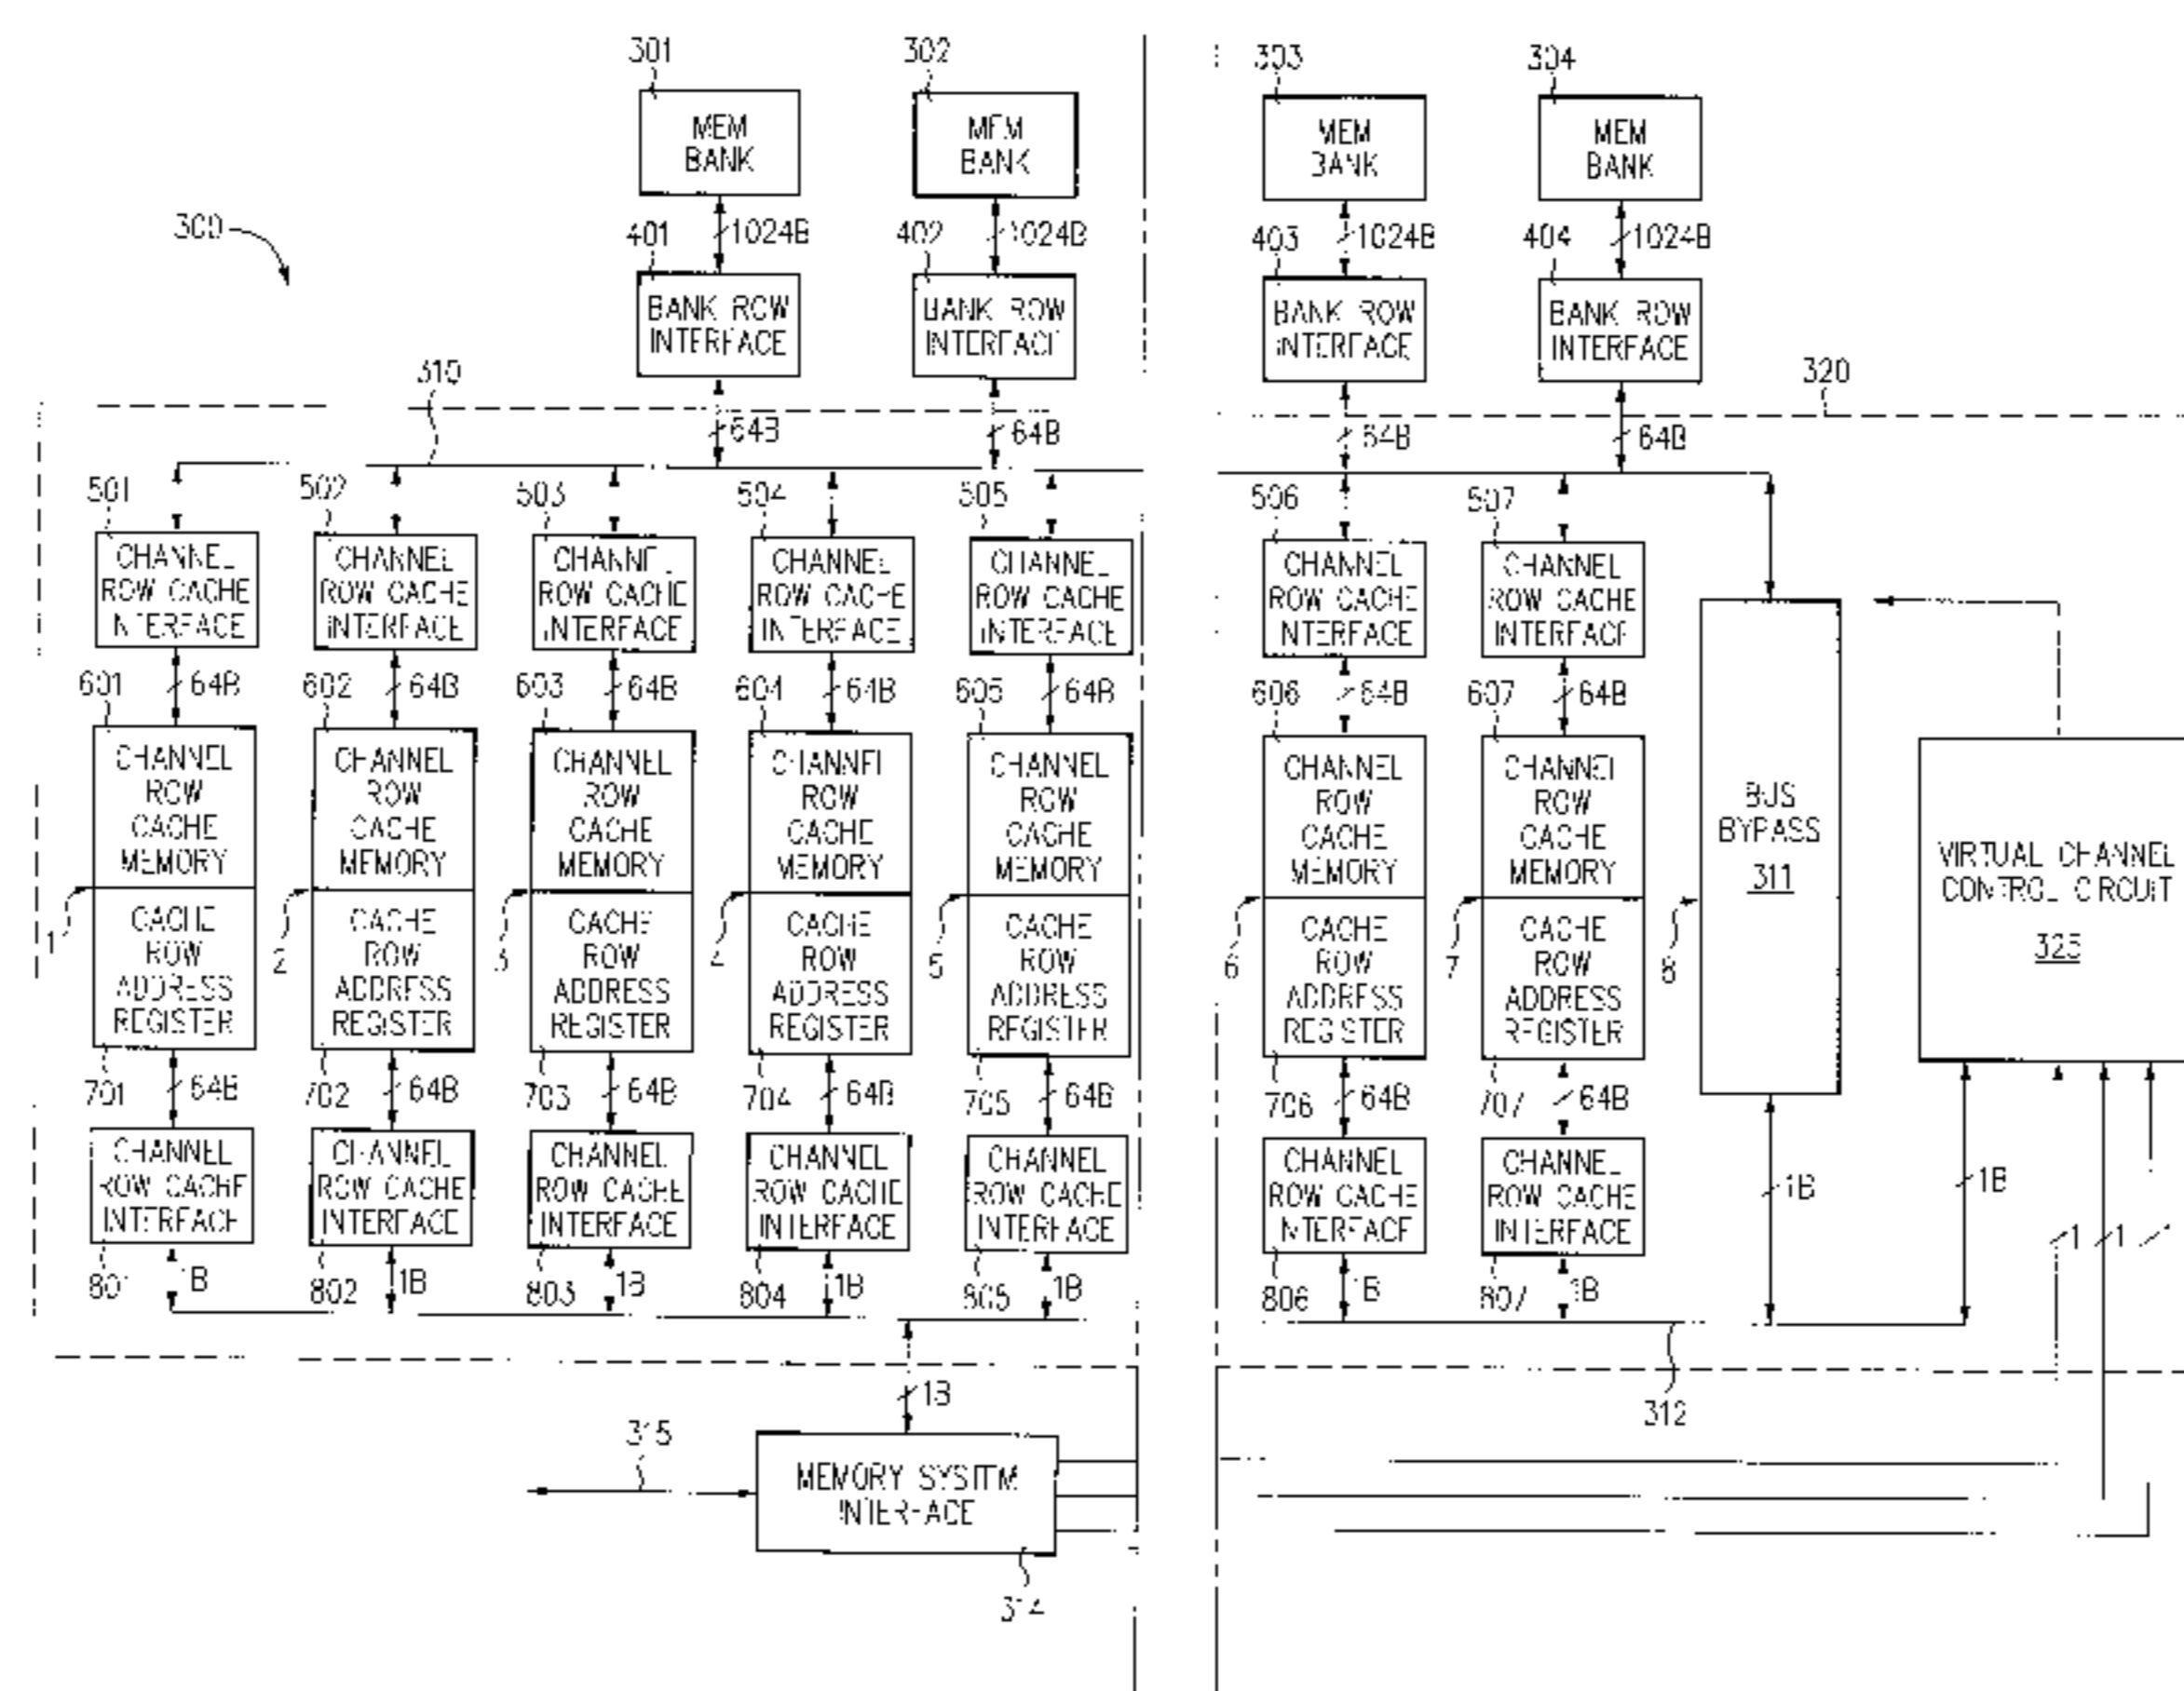 301 302 303 304
MEM BANK MEM BANK MEM BANK MEM BANK
300
401 1024B 402 1024B 403 1024B 404 1024B
BANK ROW INTERFACE BANK ROW INTERFACE BANK ROW INTERFACE BANK ROW INTERFACE
310 320
64B 64B 64B 64B
501 502 503 504 505 506 507
CHANNEL ROW CACHE INTERFACE CHANNEL ROW CACHE INTERFACE CHANNEL ROW CACHE INTERFACE CHANNEL ROW CACHE INTERFACE CHANNEL ROW CACHE INTERFACE CHANNEL ROW CACHE INTERFACE CHANNEL ROW CACHE INTERFACE
601 64B 602 64B 603 64B 604 64B 605 64B 606 64B 607 64B
CHANNEL ROW CACHE MEMORY CHANNEL ROW CACHE MEMORY CHANNEL ROW CACHE MEMORY CHANNEL ROW CACHE MEMORY CHANNEL ROW CACHE MEMORY CHANNEL ROW CACHE MEMORY CHANNEL ROW CACHE MEMORY
BUS BYPASS 311
VIRTUAL CHANNEL CONTROL CIRCUIT 325
1 2 3 4 5 6 7 8
CACHE ROW ADDRESS REGISTER CACHE ROW ADDRESS REGISTER CACHE ROW ADDRESS REGISTER CACHE ROW ADDRESS REGISTER CACHE ROW ADDRESS REGISTER CACHE ROW ADDRESS REGISTER CACHE ROW ADDRESS REGISTER
701 64B 702 64B 703 64B 704 64B 705 64B 706 64B 707 64B
CHANNEL ROW CACHE INTERFACE CHANNEL ROW CACHE INTERFACE CHANNEL ROW CACHE INTERFACE CHANNEL ROW CACHE INTERFACE CHANNEL ROW CACHE INTERFACE CHANNEL ROW CACHE INTERFACE CHANNEL ROW CACHE INTERFACE
1B 1B
1 1 1
801 1B 802 1B 803 1B 804 1B 805 1B 806 1B 807 1B
1B
312
315
MEMORY SYSTEM INTERFACE
314